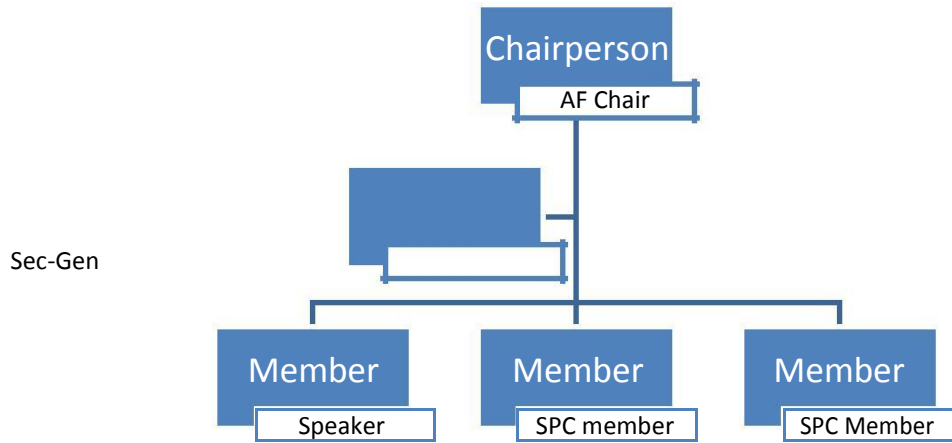 Chairperson
AF Chair
Sec-Gen
Member
Speaker
Member
SPC member
Member
SPC Member